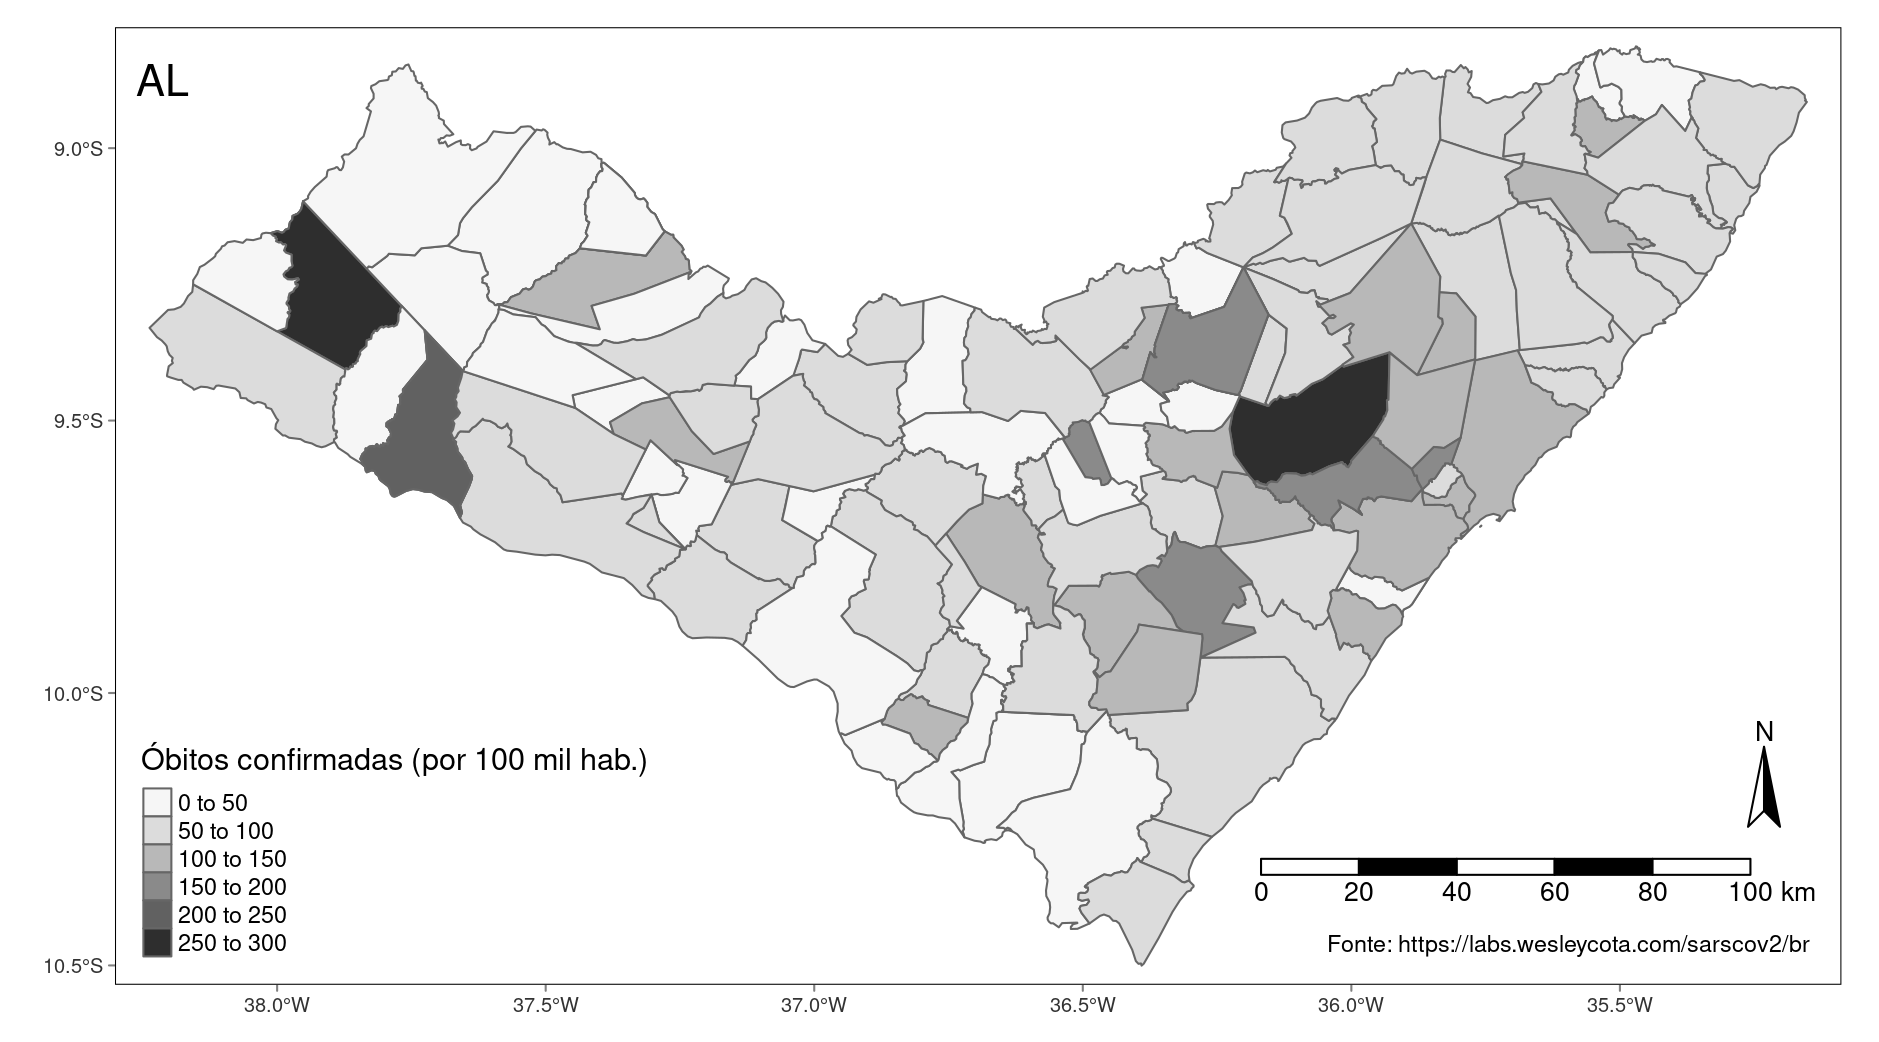 AL
9.0°S
9.5°S
10.0°S
10.5°S
Óbitos confirmadas (por 100 mil hab.)
0 to 50
50 to 100
100 to 150
150 to 200
200 to 250
250 to 300
N
0 20 40 60 80 100 km
Fonte: https://labs.wesleycota.com/sarscov2/br
38.0°W 37.5°W 37.0°W 36.5°W 36.0°W 35.5°W